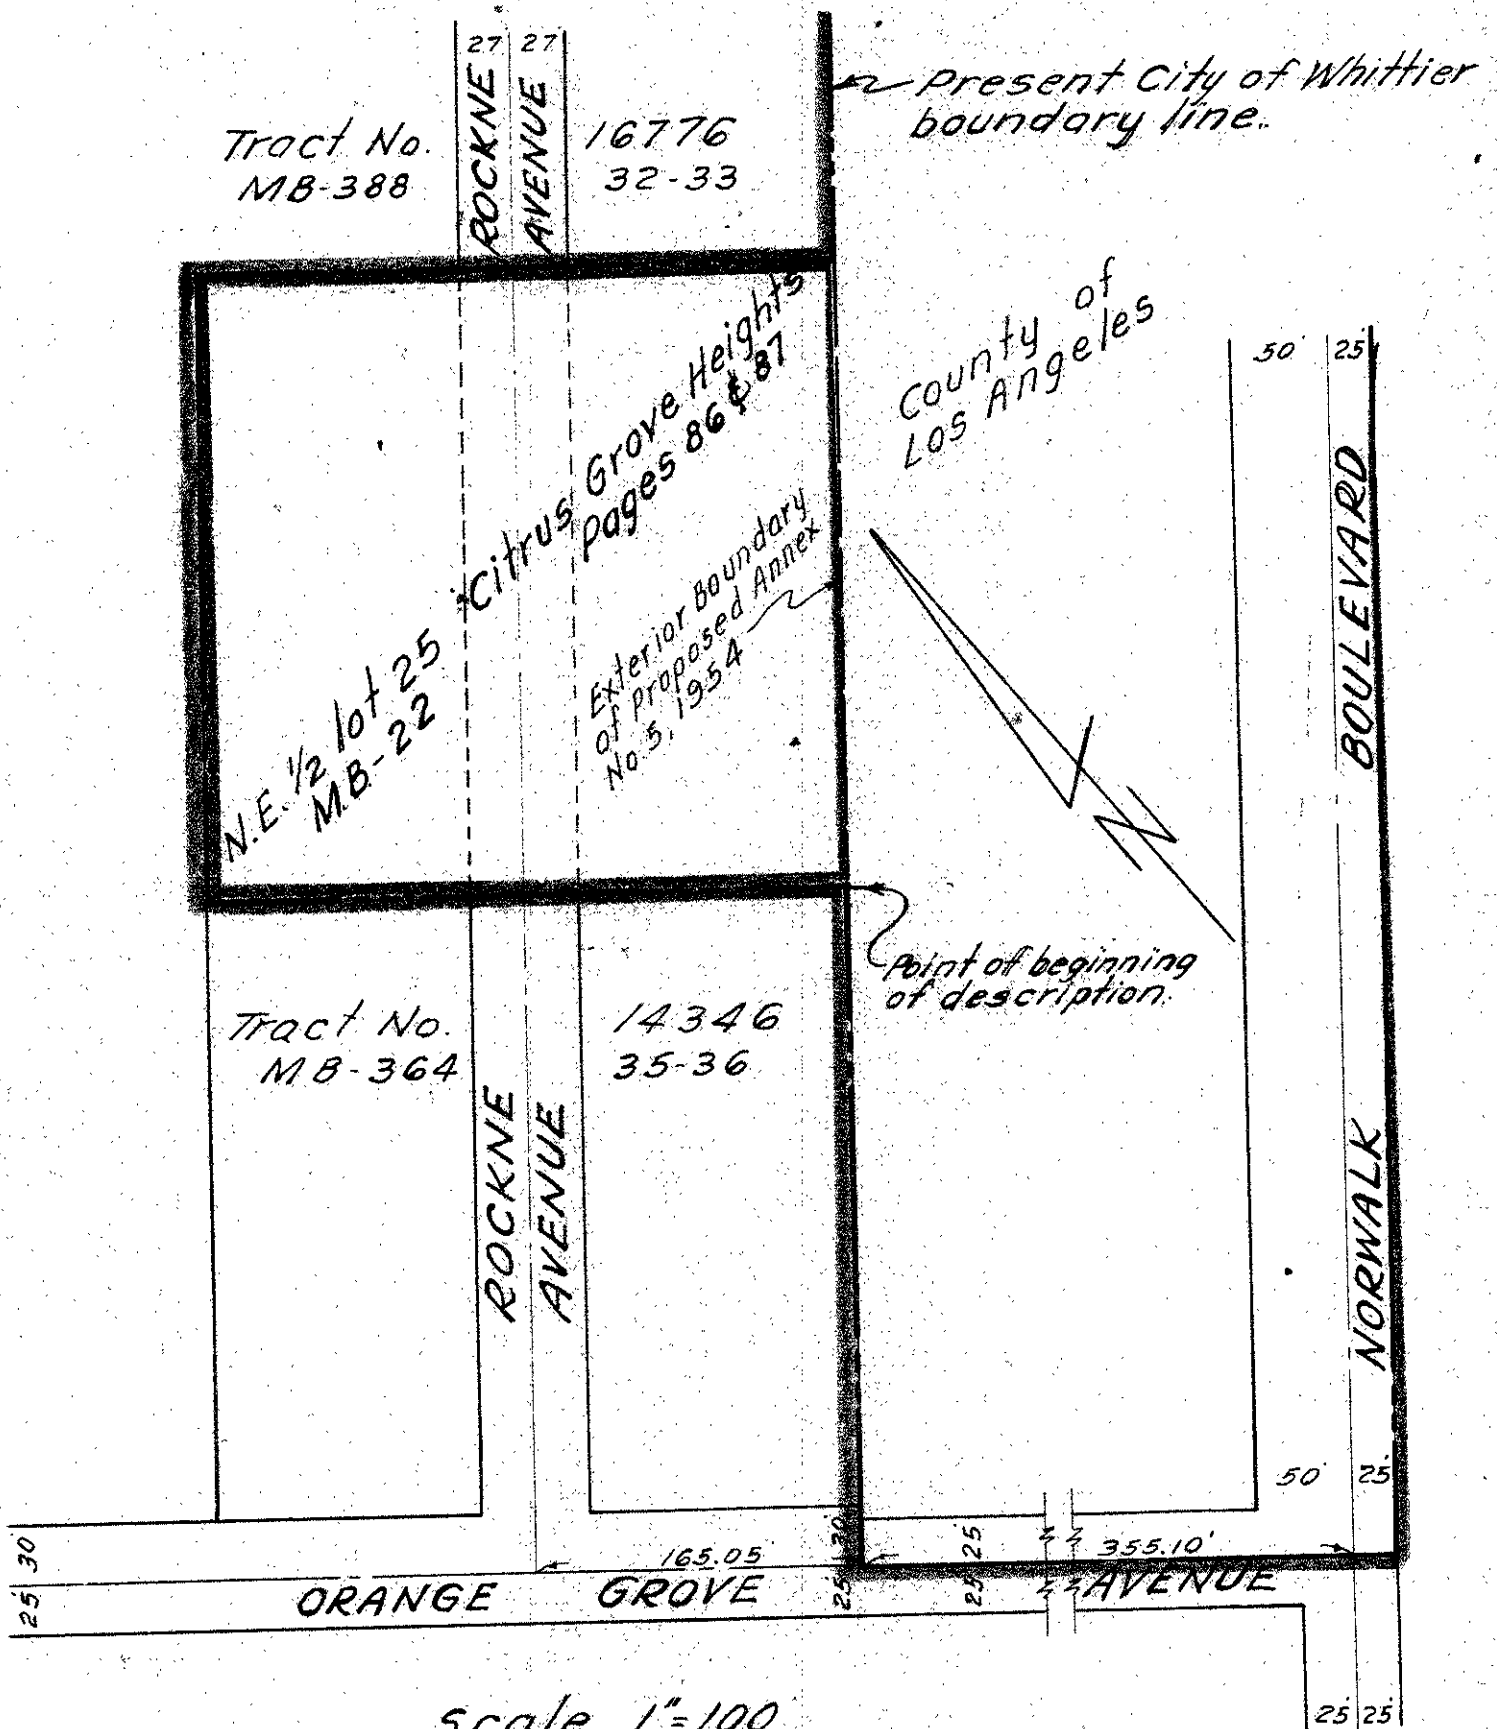 27 27
ROCKNE
AVENUE
Present City of Whittier
boundary line.
Tract No. 16776
MB-388 32-33
County of
Los Angeles
50' 25'
N.E. 1/2 lot 25 Citrus Grove Heights
M.B.-22 Pages 86 & 87
Exterior Boundary
of Proposed Annex
No. 5, 1954
BOULEVARD
N
Point of beginning
of description.
Tract No. 14346
MB-364 35-36
ROCKNE
AVENUE
NORWALK
50' 25'
30
25
165.05
30
25
25
25
355.10'
ORANGE GROVE AVENUE
Scale 1"=100
25' 25'